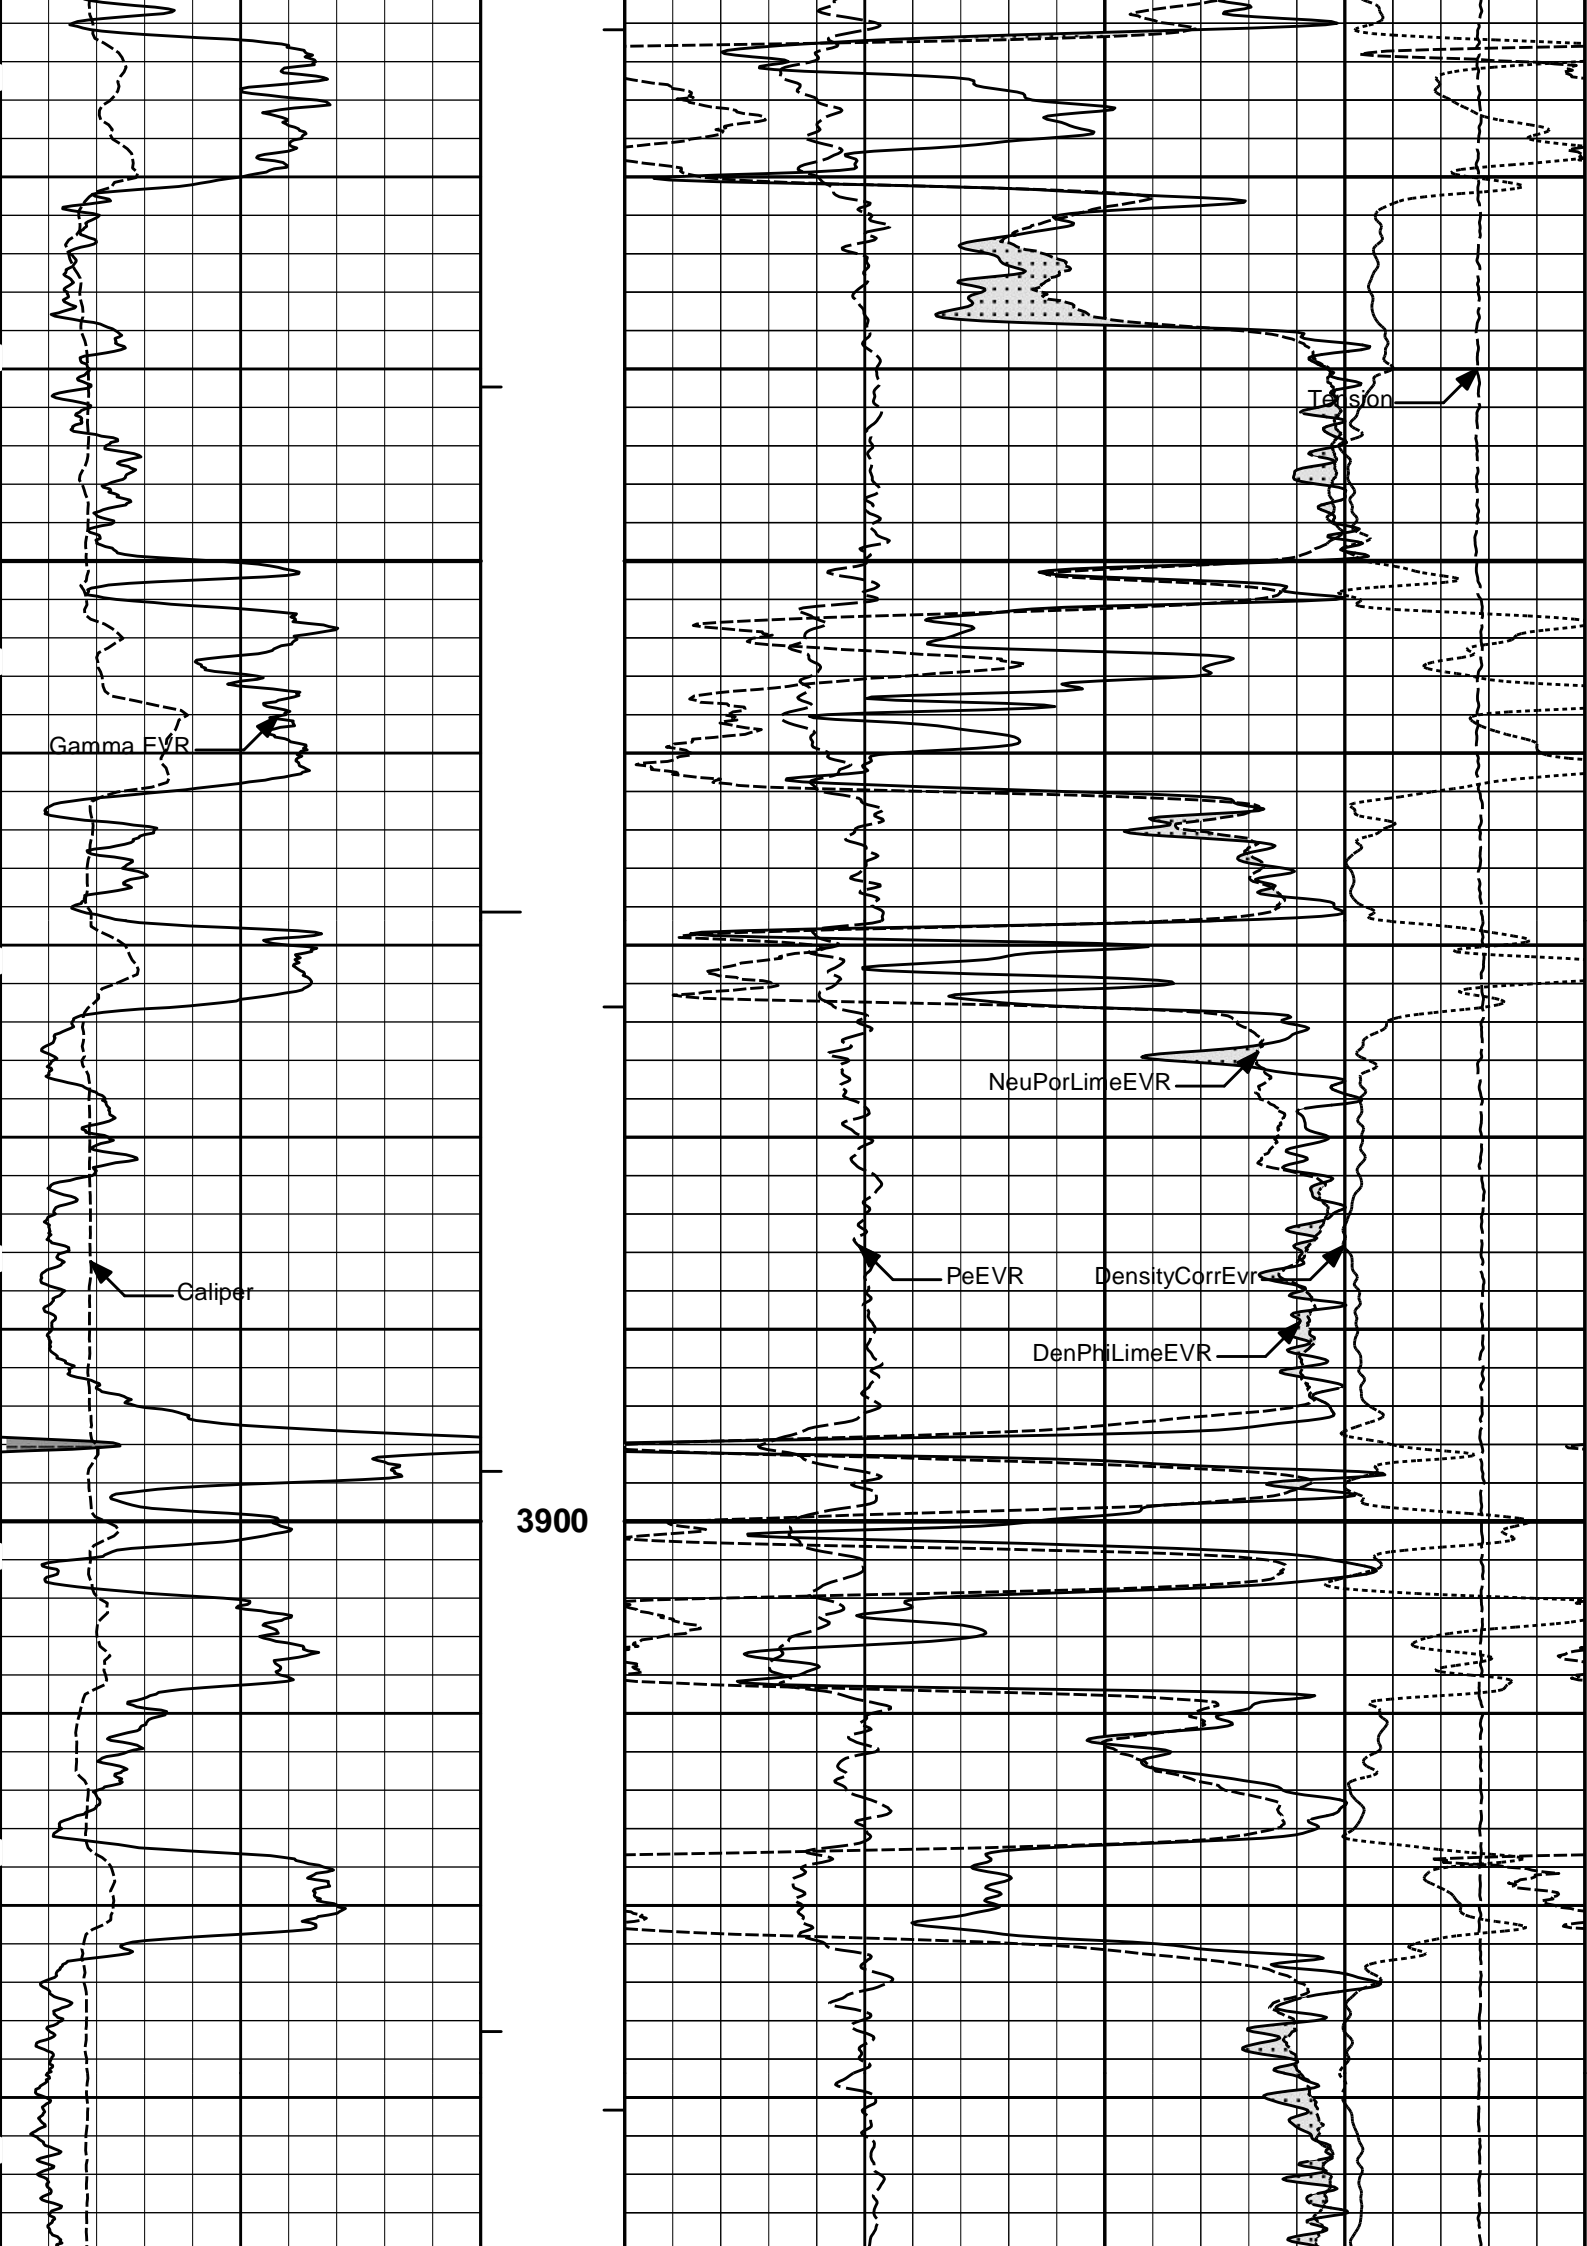 Tension
Gamma EVR
NeuPorLimeEVR
PeEVR
DensityCorrEvr
Caliper
DenPhiLimeEVR
3900